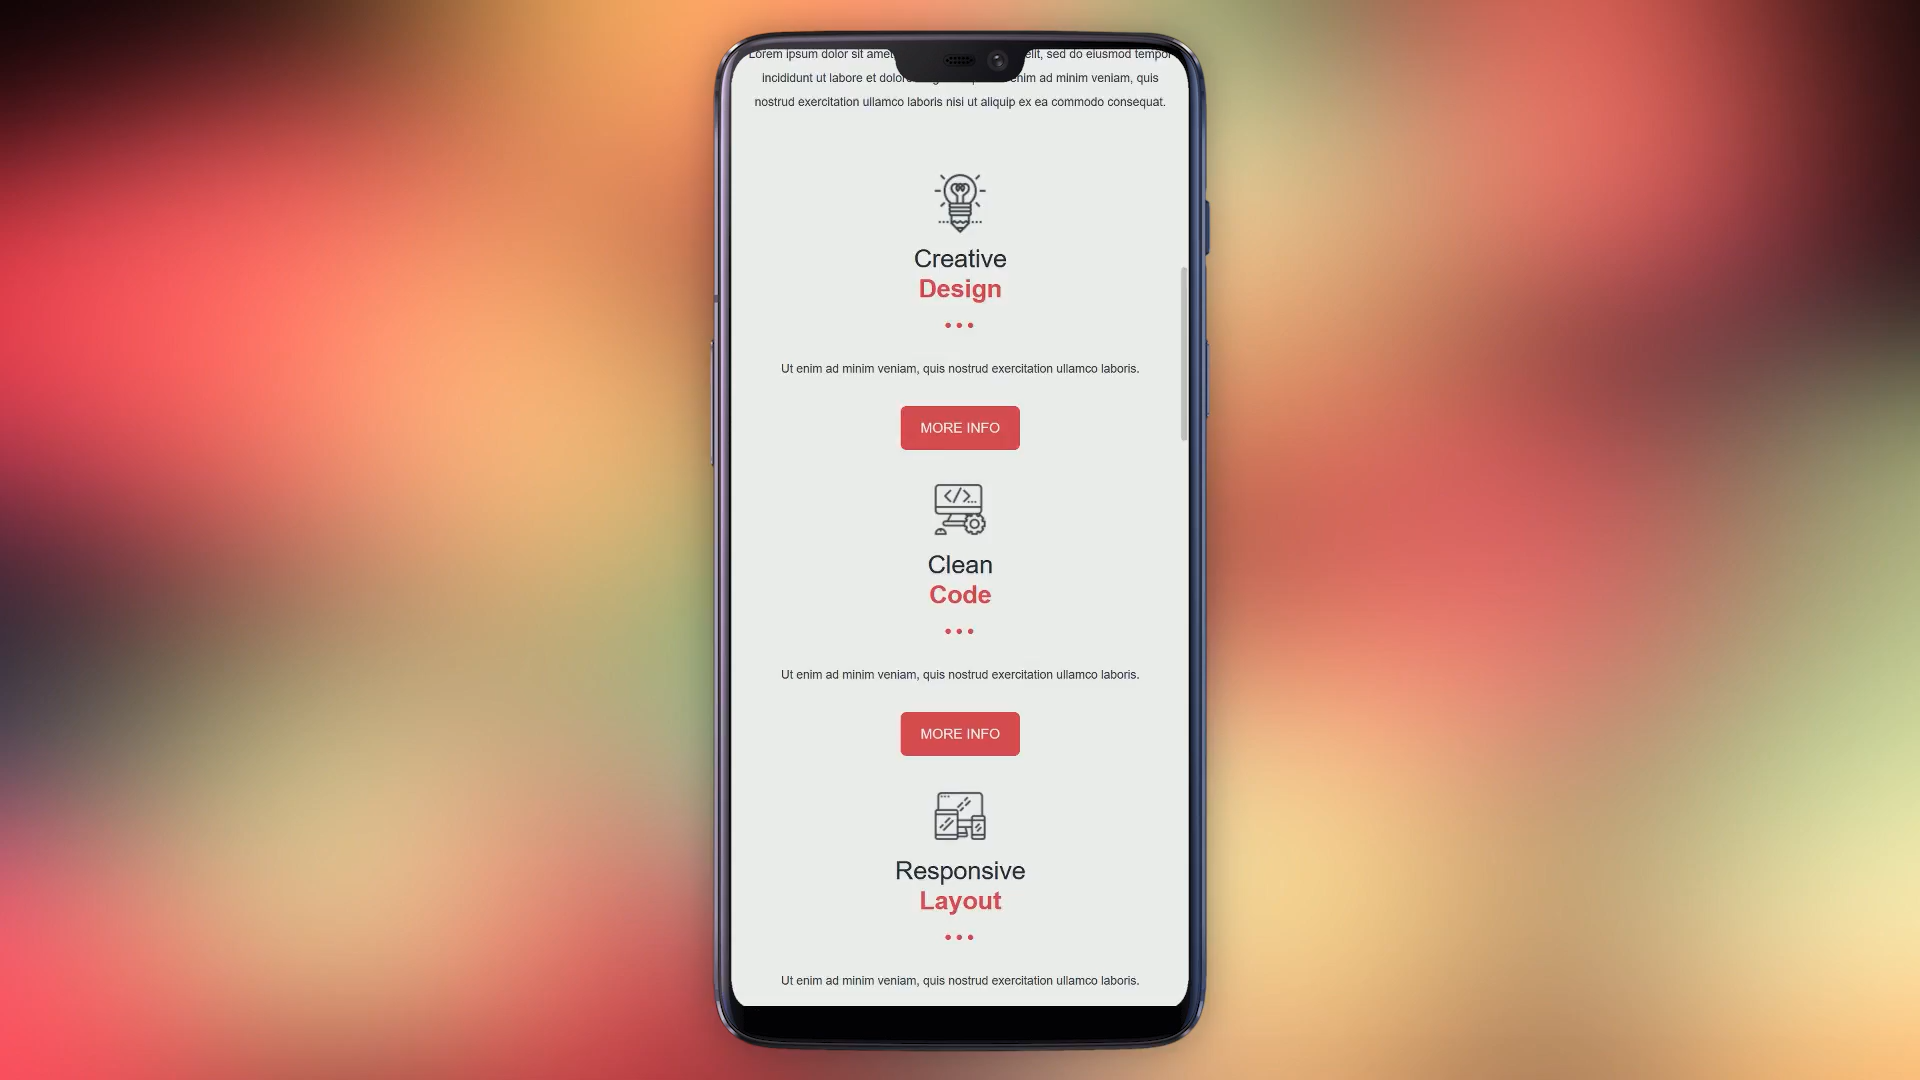 Lorem ipsum dolor sit amet elit, sed do eiusmod tempor
incididunt ut labore et dolore enim ad minim veniam, quis
nostrud exercitation ullamco laboris nisi ut aliquip ex ea commodo consequat.
Creative
Design
Ut enim ad minim veniam, quis nostrud exercitation ullamco laboris.
MORE INFO
</>...
Clean
Code
Ut enim ad minim veniam, quis nostrud exercitation ullamco laboris.
MORE INFO
Responsive
Layout
Ut enim ad minim veniam, quis nostrud exercitation ullamco laboris.